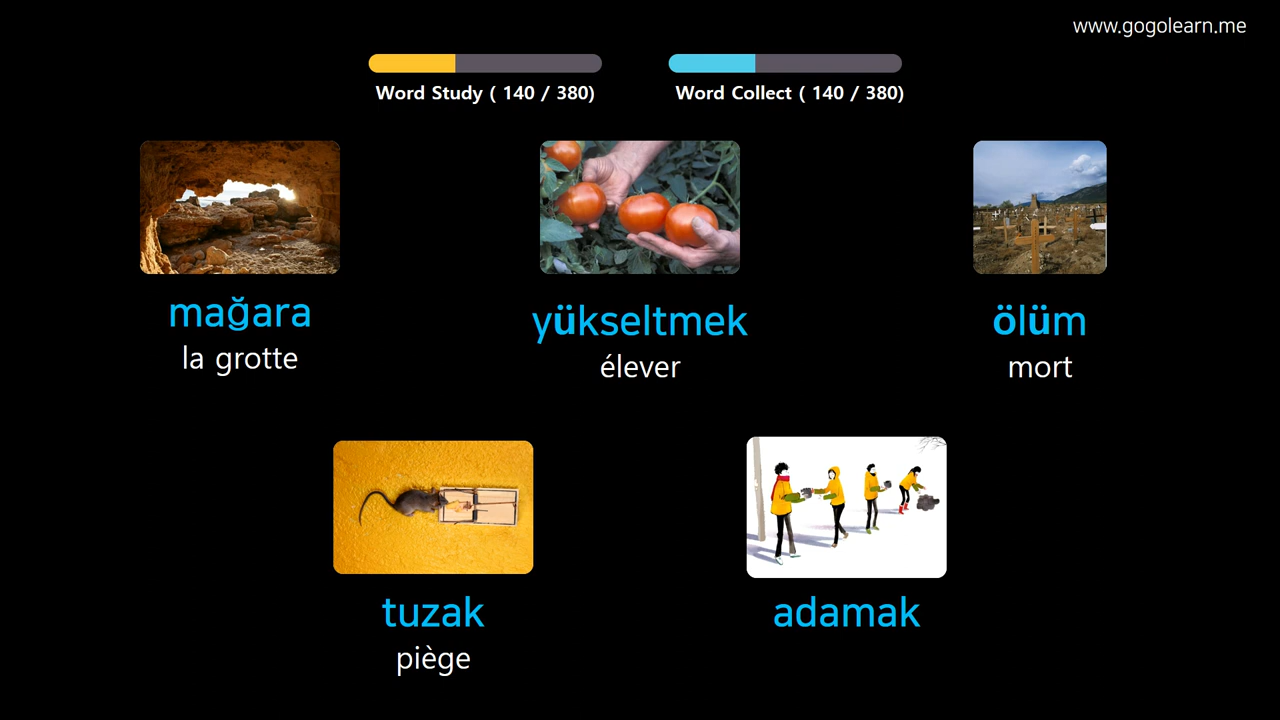 www.gogolearn.me
Word Study ( 140 / 380)
Word Collect ( 140 / 380)
mağara
la grotte
yükseltmek
élever
ölüm
mort
tuzak
piège
adamak